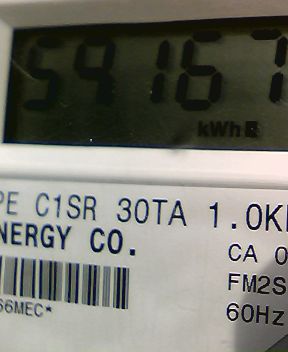 54167
kWh
PE C1SR 30TA 1.0K
NERGY CO.
CA 0
FM2S
66MEC*
60Hz